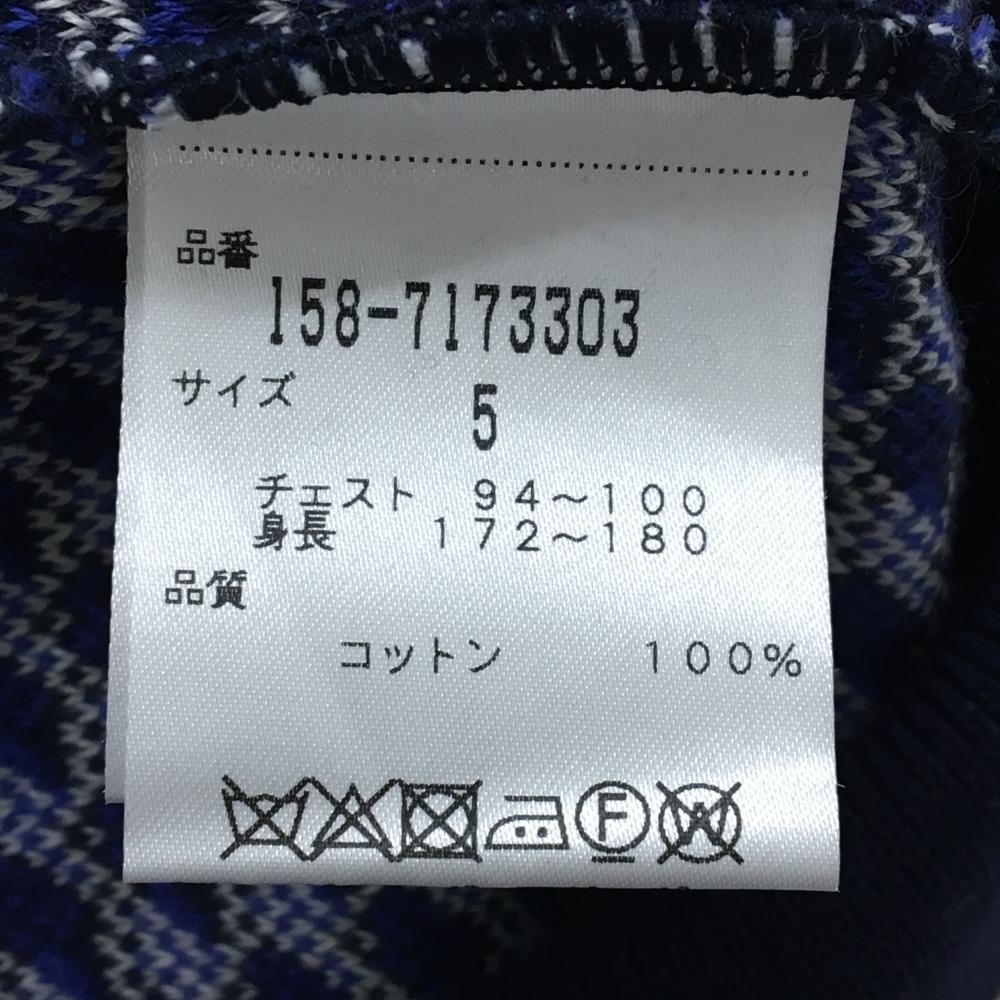 品番
158-7173303
サイズ
5
チェスト 94～100
身長 172～180
品質
コットン 100%
F W